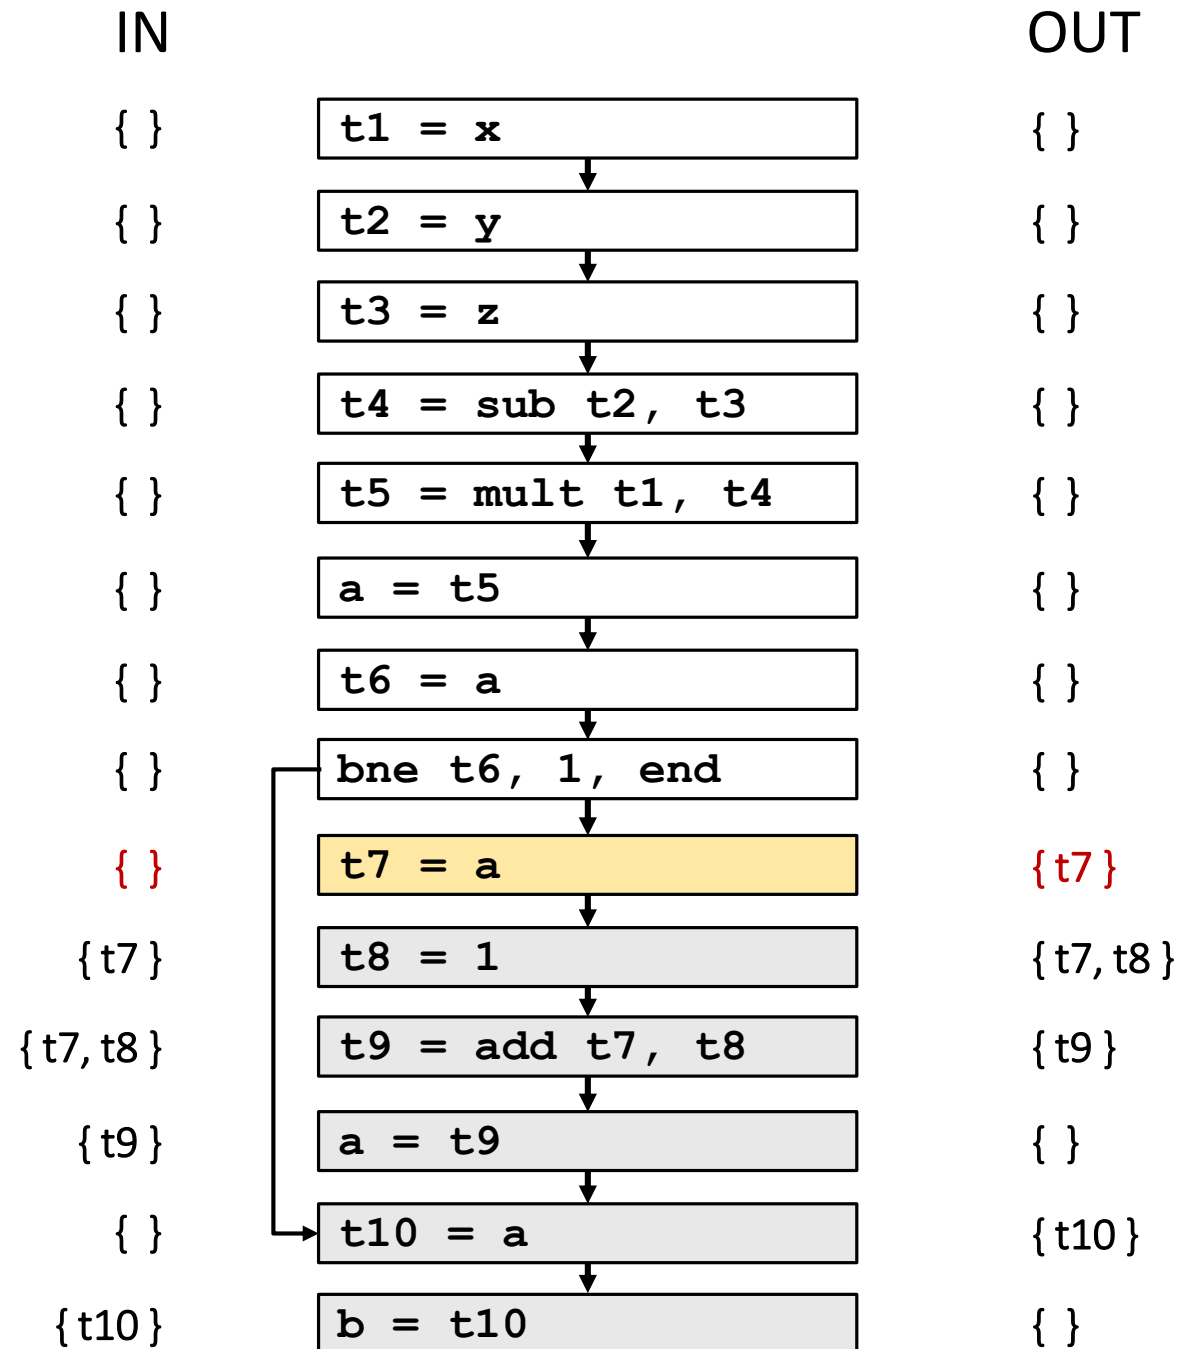 IN OUT
{ } t1 = x { }
{ } t2 = y { }
{ } t3 = z { }
{ } t4 = sub t2, t3 { }
{ } t5 = mult t1, t4 { }
{ } a = t5 { }
{ } t6 = a { }
{ } bne t6, 1, end { }
{ } t7 = a { t7 }
{ t7 } t8 = 1 { t7, t8 }
{ t7, t8 } t9 = add t7, t8 { t9 }
{ t9 } a = t9 { }
{ } t10 = a { t10 }
{ t10 } b = t10 { }